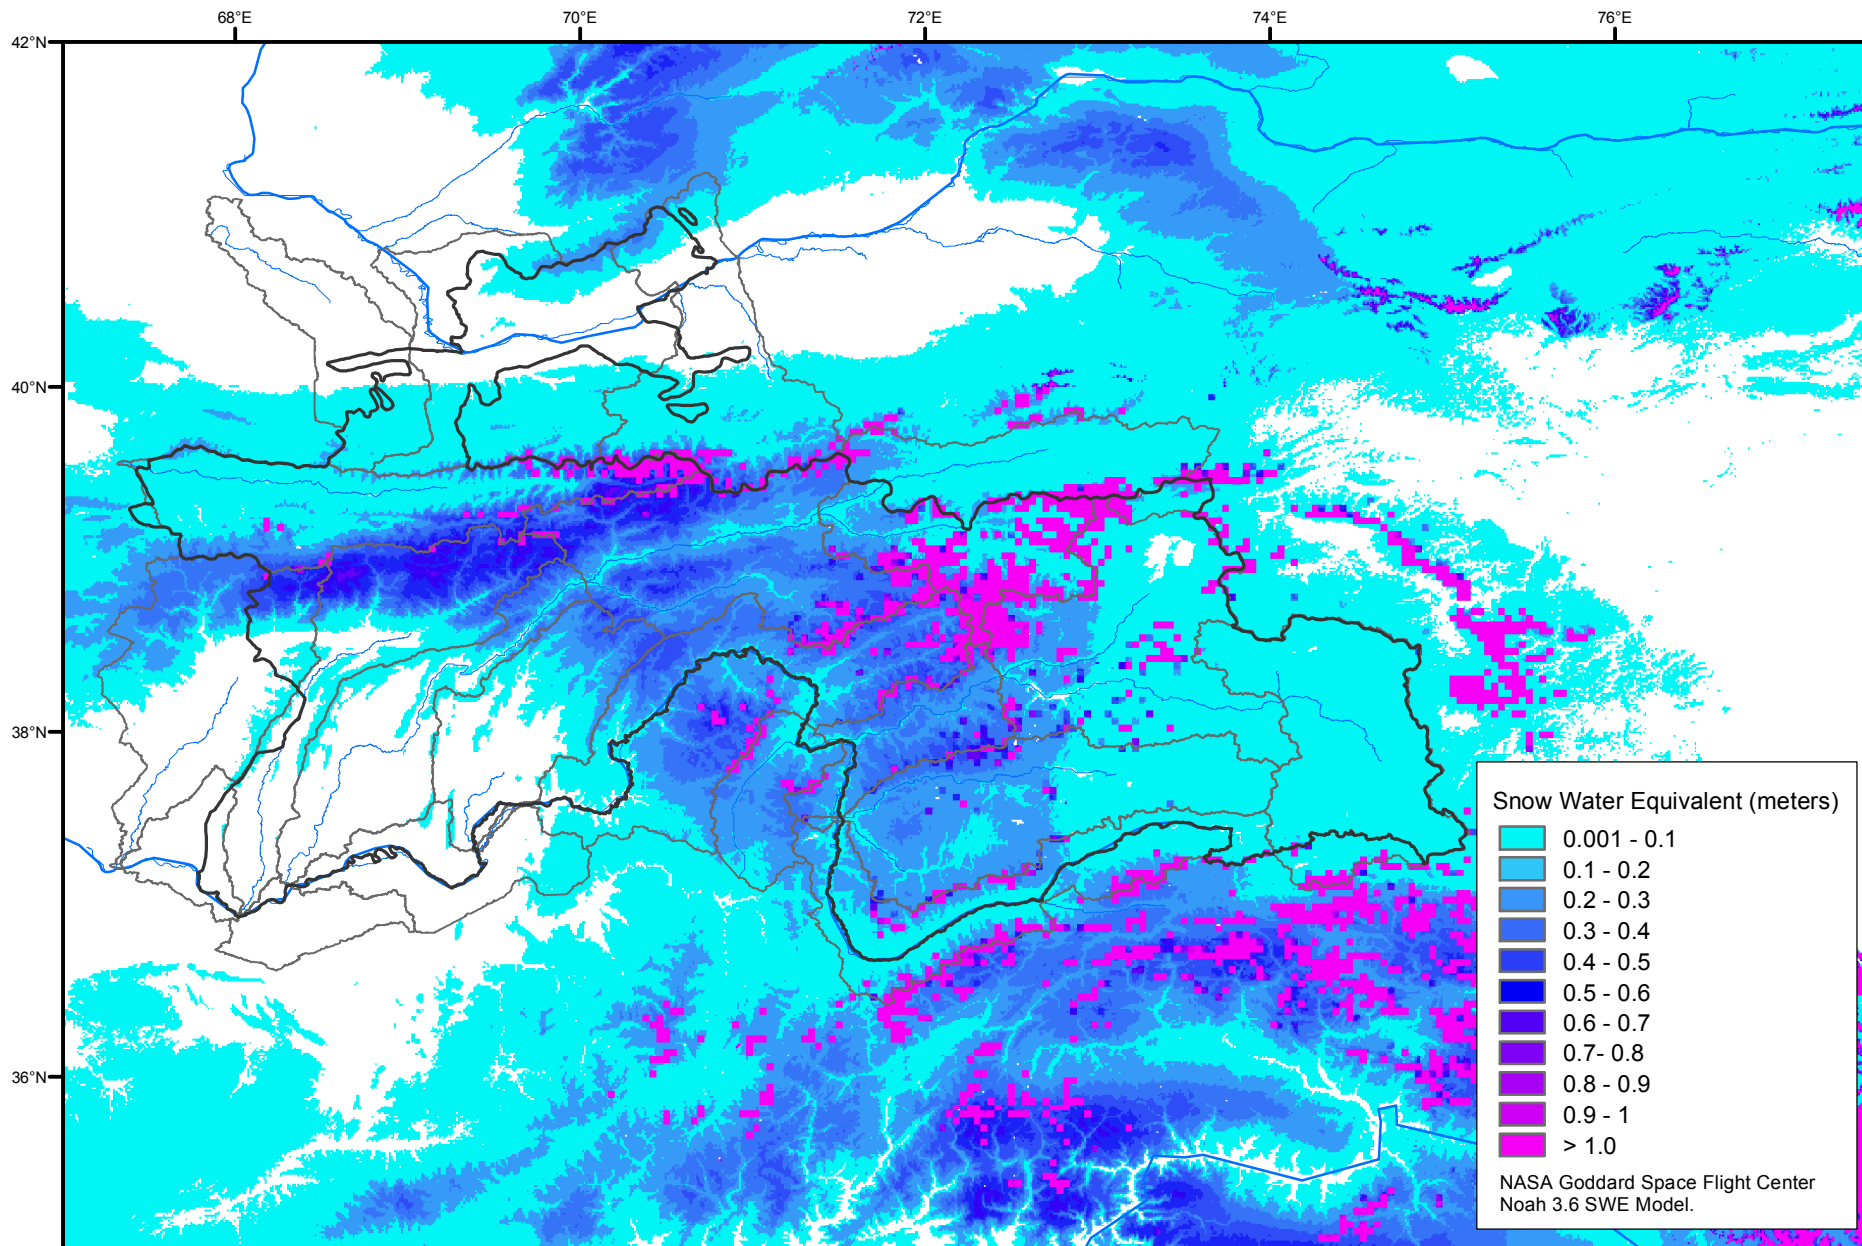 68°E
70°E
72°E
74°E
76°E
42°N
40°N
38°N
36°N
Snow Water Equivalent (meters)
0.001 - 0.1
0.1 - 0.2
0.2 - 0.3
0.3 - 0.4
0.4 - 0.5
0.5 - 0.6
0.6 - 0.7
0.7- 0.8
0.8 - 0.9
0.9 - 1
> 1.0
NASA Goddard Space Flight Center
Noah 3.6 SWE Model.